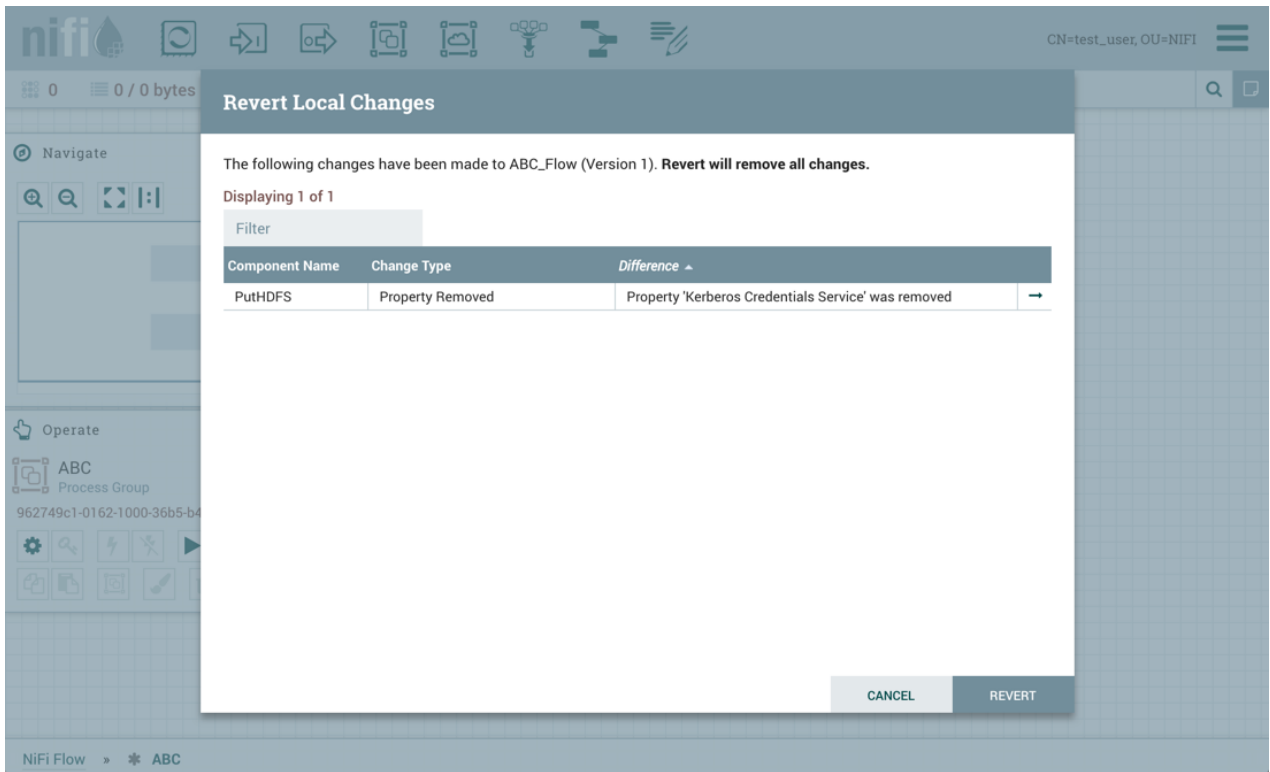 nifi
CN=test_user, OU=NIFI
0 0 / 0 bytes
Revert Local Changes
Navigate
The following changes have been made to ABC_Flow (Version 1). Revert will remove all changes.
Displaying 1 of 1
Filter
Component Name Change Type Difference
PutHDFS Property Removed Property 'Kerberos Credentials Service' was removed
Operate
ABC
Process Group
962749c1-0162-1000-36b5-b4
CANCEL REVERT
NiFi Flow » ABC